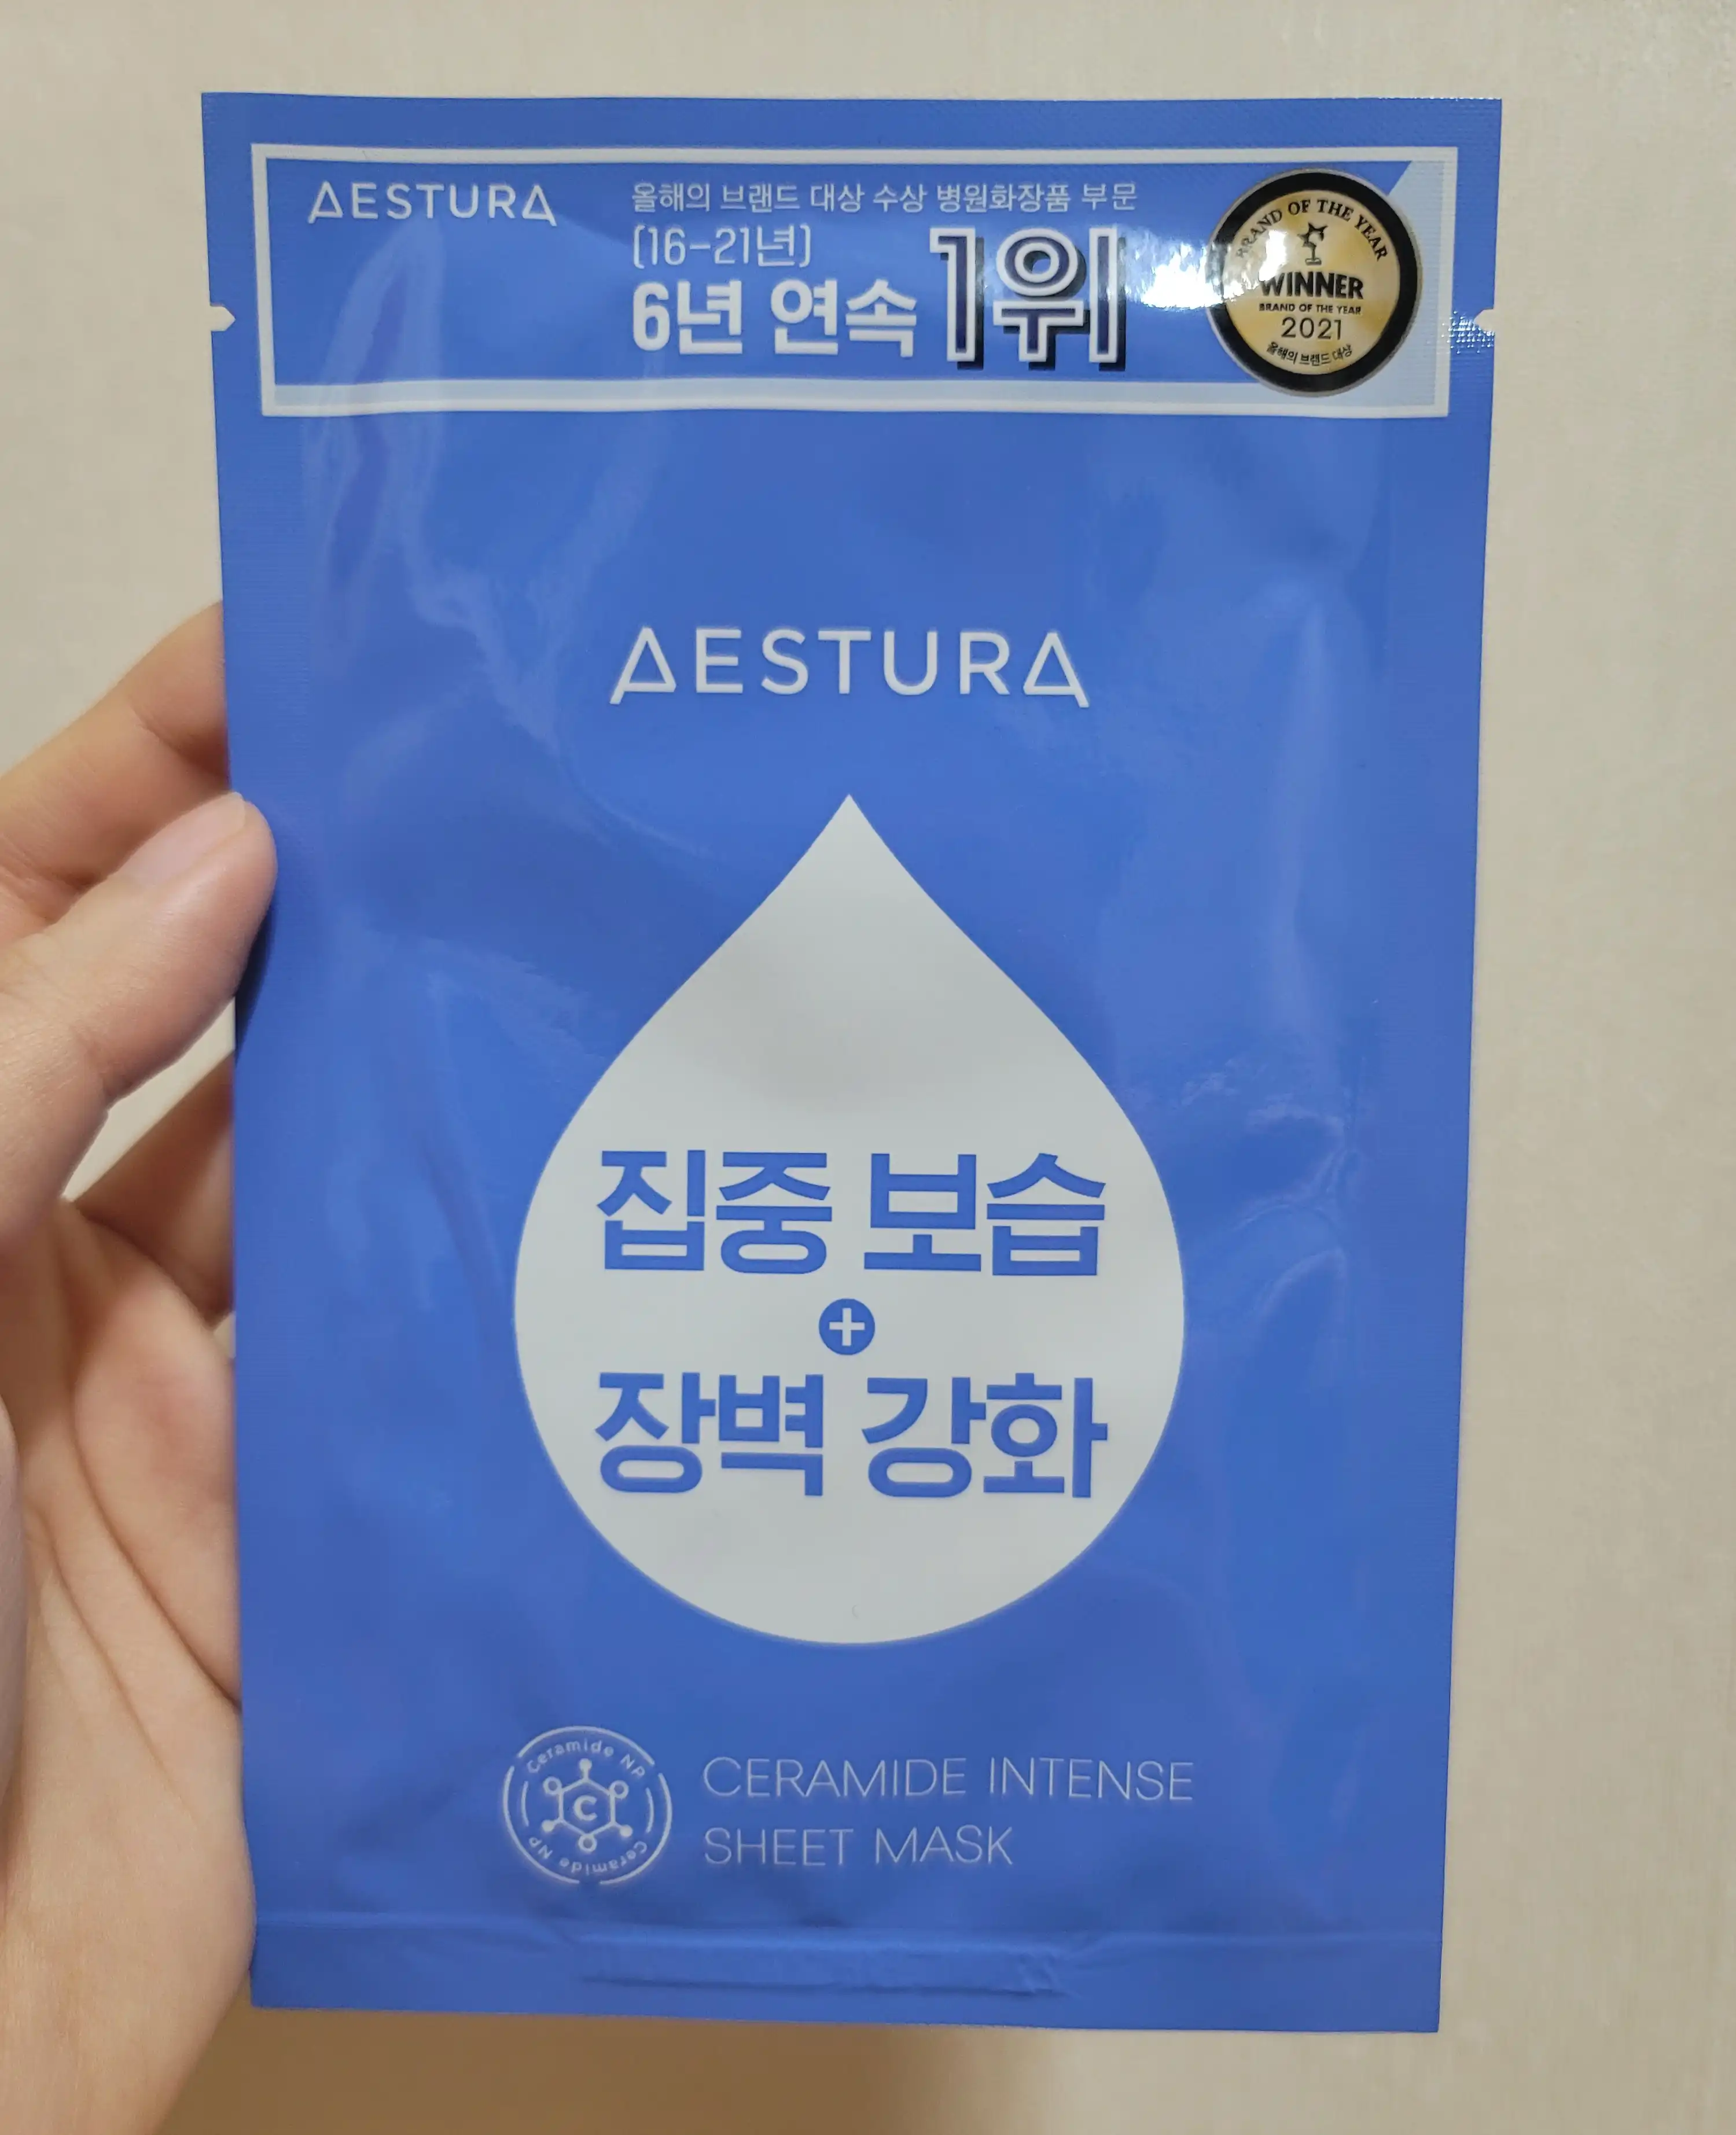 AESTURA
올해의 브랜드 대상 수상 병원화장품 부문
(16-21년)
6년 연속 1위
BRAND OF THE YEAR
WINNER
BRAND OF THE YEAR
2021
올해의 브랜드 대상
AESTURA
집중 보습
+
장벽 강화
Ceramide NP
C
Ceramide NP
CERAMIDE INTENSE
SHEET MASK